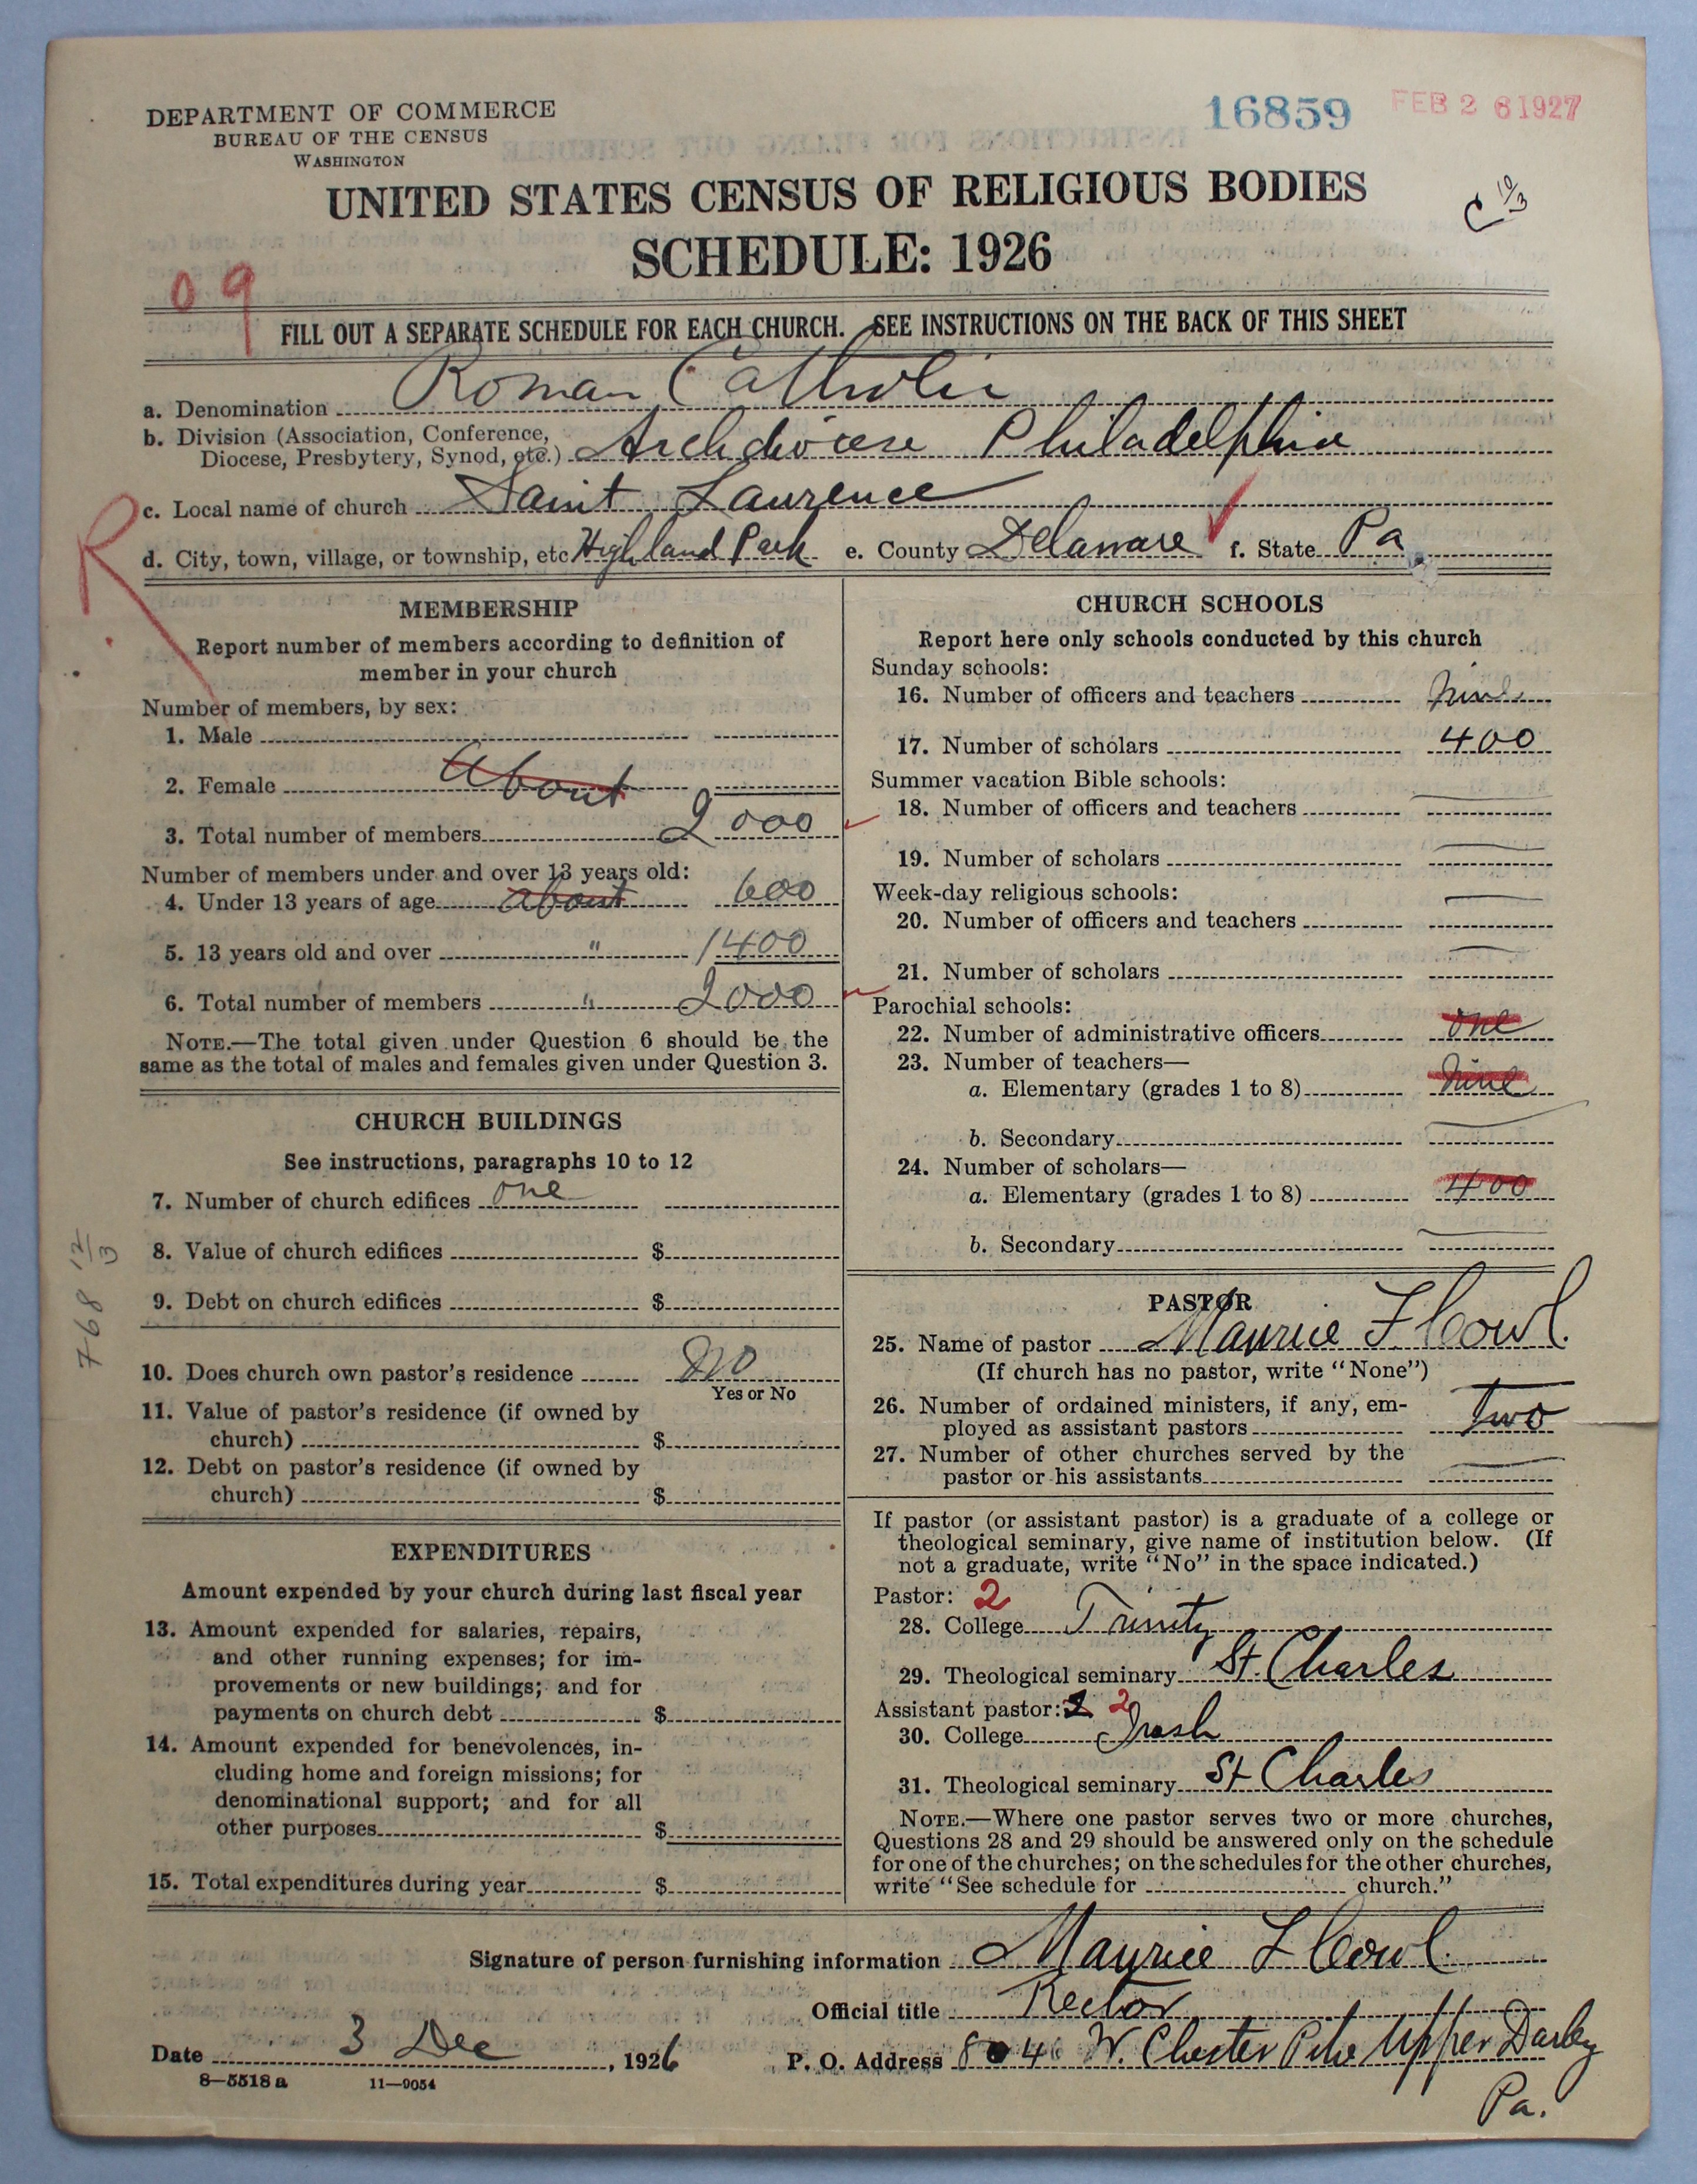 DEPARTMENT OF COMMERCE
BUREAU OF THE CENSUS
WASHINGTON
16859
FEB 26 1927
UNITED STATES CENSUS OF RELIGIOUS BODIES
SCHEDULE: 1926
C 10/3
09
FILL OUT A SEPARATE SCHEDULE FOR EACH CHURCH. SEE INSTRUCTIONS ON THE BACK OF THIS SHEET
a. Denomination Roman Catholic
b. Division (Association, Conference, Diocese, Presbytery, Synod, etc.) Archdiocese Philadelphia
c. Local name of church Saint Laurence
d. City, town, village, or township, etc. Highland Park e. County Delaware f. State Pa
R
MEMBERSHIP
Report number of members according to definition of
member in your church
Number of members, by sex:
1. Male
2. Female About
3. Total number of members 2000
Number of members under and over 13 years old:
4. Under 13 years of age about 600
5. 13 years old and over " 1400
6. Total number of members " 2000
NOTE.—The total given under Question 6 should be the
same as the total of males and females given under Question 3.
CHURCH BUILDINGS
See instructions, paragraphs 10 to 12
7. Number of church edifices one
8. Value of church edifices $
9. Debt on church edifices $
768 12/3
10. Does church own pastor's residence No
Yes or No
11. Value of pastor's residence (if owned by
church) $
12. Debt on pastor's residence (if owned by
church) $
EXPENDITURES
Amount expended by your church during last fiscal year
13. Amount expended for salaries, repairs,
and other running expenses; for im-
provements or new buildings; and for
payments on church debt $
14. Amount expended for benevolences, in-
cluding home and foreign missions; for
denominational support; and for all
other purposes $
15. Total expenditures during year $
CHURCH SCHOOLS
Report here only schools conducted by this church
Sunday schools:
16. Number of officers and teachers nine
17. Number of scholars 400
Summer vacation Bible schools:
18. Number of officers and teachers
19. Number of scholars
Week-day religious schools:
20. Number of officers and teachers
21. Number of scholars
Parochial schools:
22. Number of administrative officers one
23. Number of teachers—
a. Elementary (grades 1 to 8) nine
b. Secondary
24. Number of scholars—
a. Elementary (grades 1 to 8) 400
b. Secondary
PASTOR
25. Name of pastor Maurice F Cowl
(If church has no pastor, write "None")
26. Number of ordained ministers, if any, em-
ployed as assistant pastors Two
27. Number of other churches served by the
pastor or his assistants
If pastor (or assistant pastor) is a graduate of a college or
theological seminary, give name of institution below. (If
not a graduate, write "No" in the space indicated.)
Pastor: 2
28. College Trinity
29. Theological seminary St. Charles
Assistant pastor: 2 2
30. College
31. Theological seminary St Charles
NOTE.—Where one pastor serves two or more churches,
Questions 28 and 29 should be answered only on the schedule
for one of the churches; on the schedules for the other churches,
write "See schedule for church."
Signature of person furnishing information Maurice F Cowl
Official title Rector
Date 3 Dec, 1926 P. O. Address W. Chester Pike Upper Darby
Pa.
8—5518a 11—9054